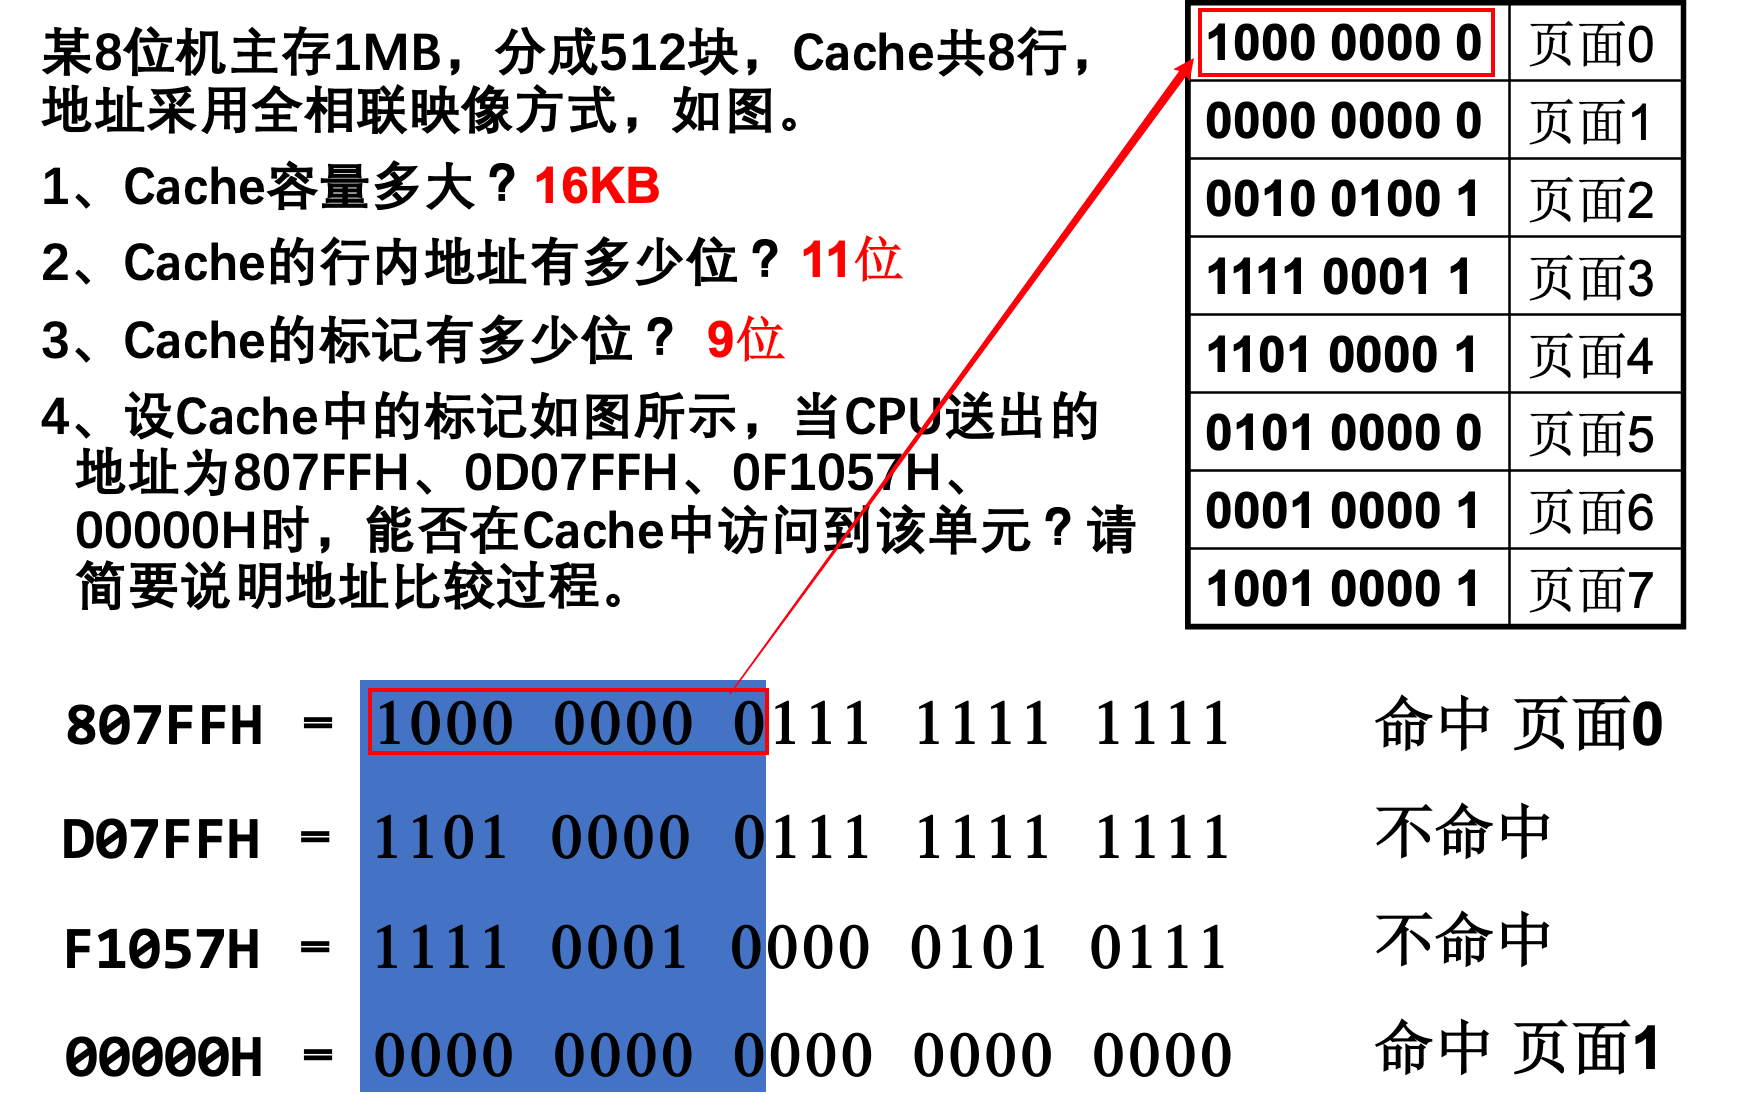 某8位机主存1MB，分成512块，Cache共8行，
地址采用全相联映像方式，如图。
1、Cache容量多大？16KB
2、Cache的行内地址有多少位？11位
3、Cache的标记有多少位？ 9位
4、设Cache中的标记如图所示，当CPU送出的
地址为807FFH、0D07FFH、0F1057H、
00000H时，能否在Cache中访问到该单元？请
简要说明地址比较过程。
1000 0000 0 页面0
0000 0000 0 页面1
0010 0100 1 页面2
1111 0001 1 页面3
1101 0000 1 页面4
0101 0000 0 页面5
0001 0000 1 页面6
1001 0000 1 页面7
807FFH = 1000 0000 0111 1111 1111 命中 页面0
D07FFH = 1101 0000 0111 1111 1111 不命中
F1057H = 1111 0001 0000 0101 0111 不命中
00000H = 0000 0000 0000 0000 0000 命中 页面1